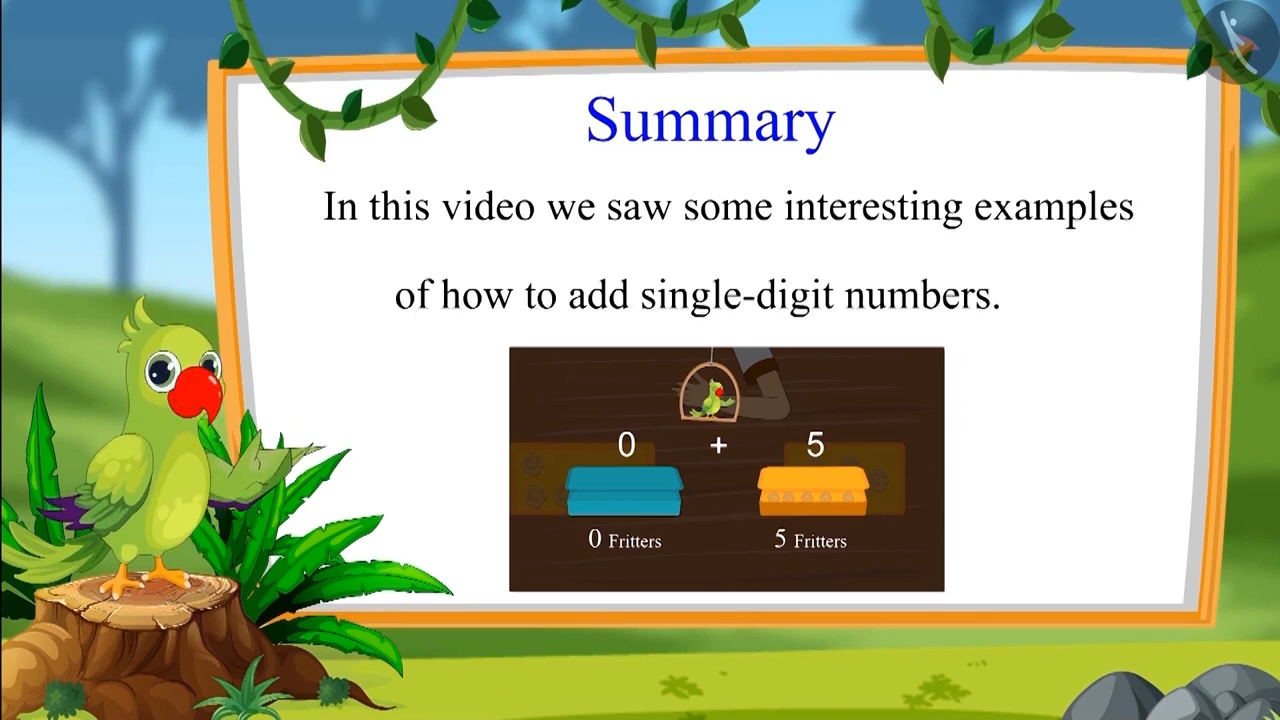 Summary
In this video we saw some interesting examples
of how to add single-digit numbers.
0 + 5
0 Fritters 5 Fritters